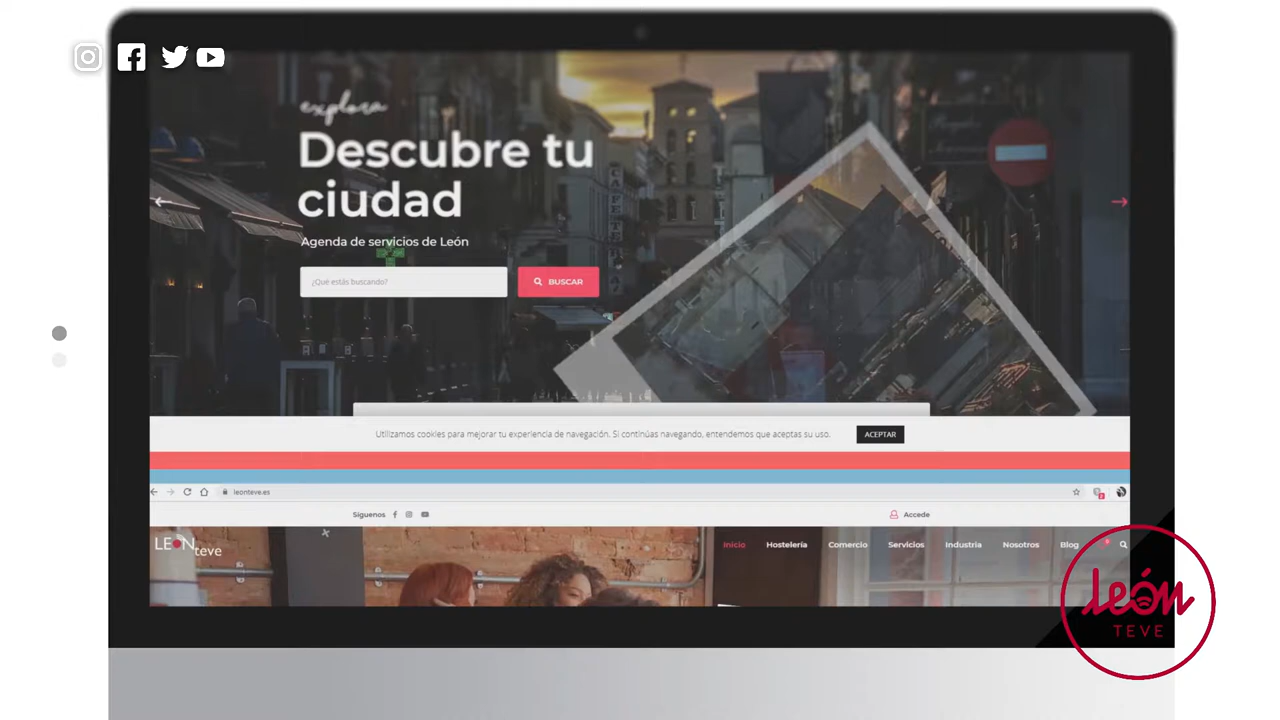 explora
Descubre tu
ciudad
CAFETERÍA
Agenda de servicios de León
¿Qué estás buscando?
BUSCAR
Utilizamos cookies para mejorar tu experiencia de navegación. Si continúas navegando, entendemos que aceptas su uso.
ACEPTAR
leonteve.es
Síguenos
Accede
LEON teve
Inicio
Hostelería
Comercio
Servicios
Industria
Nosotros
Blog
león
TEVE